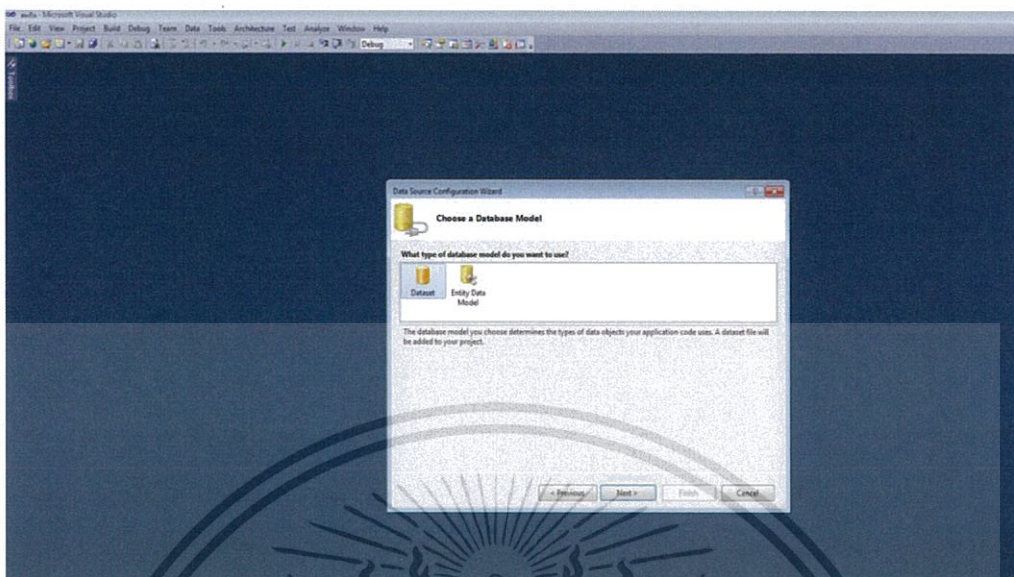 Microsoft Visual Studio
File Edit View Project Build Debug Team Data Tools Architecture Test Analyze Window Help
Debug
Toolbox
Data Source Configuration Wizard
Choose a Database Model
What type of database model do you want to use?
Dataset
Entity Data
Model
The database model you choose determines the types of data objects your application code uses. A dataset file will
be added to your project.
< Previous
Next >
Finish
Cancel